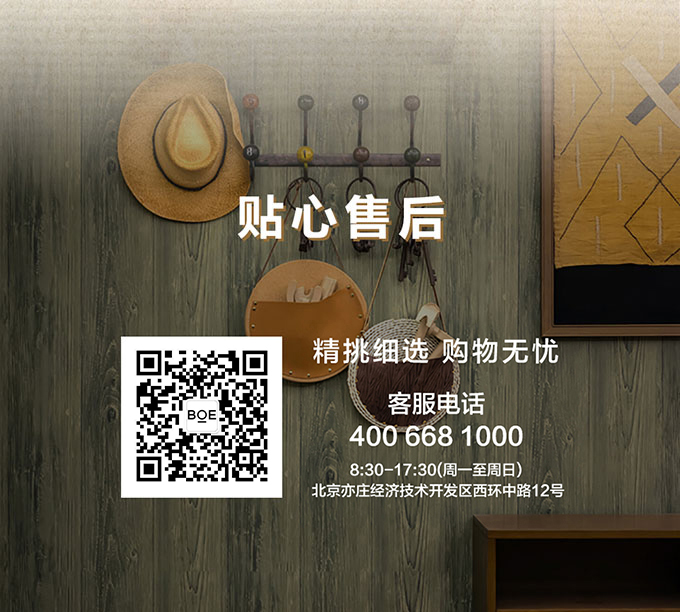 贴心售后
精挑细选 购物无忧
BOE
客服电话
400 668 1000
8:30-17:30(周一至周日)
北京亦庄经济技术开发区西环中路12号